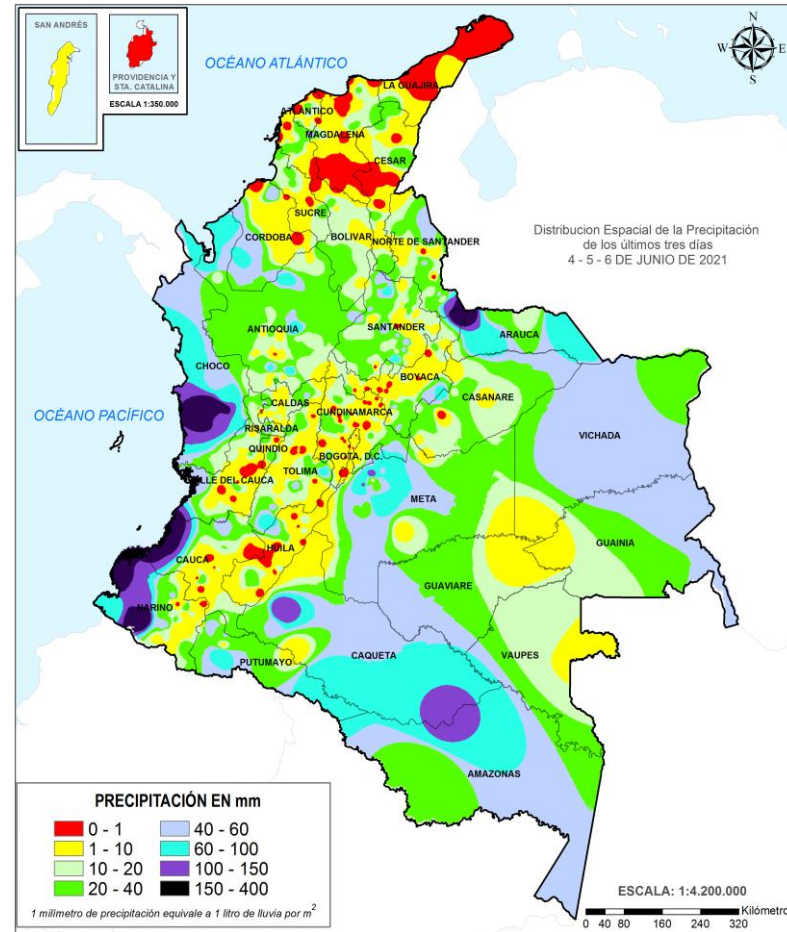 SAN ANDRÉS
PROVIDENCIA Y
STA. CATALINA
ESCALA 1:350.000
OCÉANO ATLÁNTICO
N
W
E
S
LA GUAJIRA
ATLANTICO
MAGDALENA
CESAR
SUCRE
CORDOBA
BOLIVAR
NORTE DE SANTANDER
Distribucion Espacial de la Precipitación
de los últimos tres días
4 - 5 - 6 DE JUNIO DE 2021
ANTIOQUIA
SANTANDER
ARAUCA
CHOCO
BOYACA
CASANARE
OCÉANO PACÍFICO
CALDAS
CUNDINAMARCA
RISARALDA
VICHADA
QUINDIO
BOGOTA, D.C.
VALLE DEL CAUCA
TOLIMA
META
GUAINIA
CAUCA
HUILA
GUAVIARE
NARIÑO
PUTUMAYO
CAQUETA
VAUPES
AMAZONAS
PRECIPITACIÓN EN mm
0 - 1
1 - 10
10 - 20
20 - 40
40 - 60
60 - 100
100 - 150
150 - 400
1 milímetro de precipitación equivale a 1 litro de lluvia por m2
ESCALA: 1:4.200.000
0 40 80 160 240 320
Kilómetro